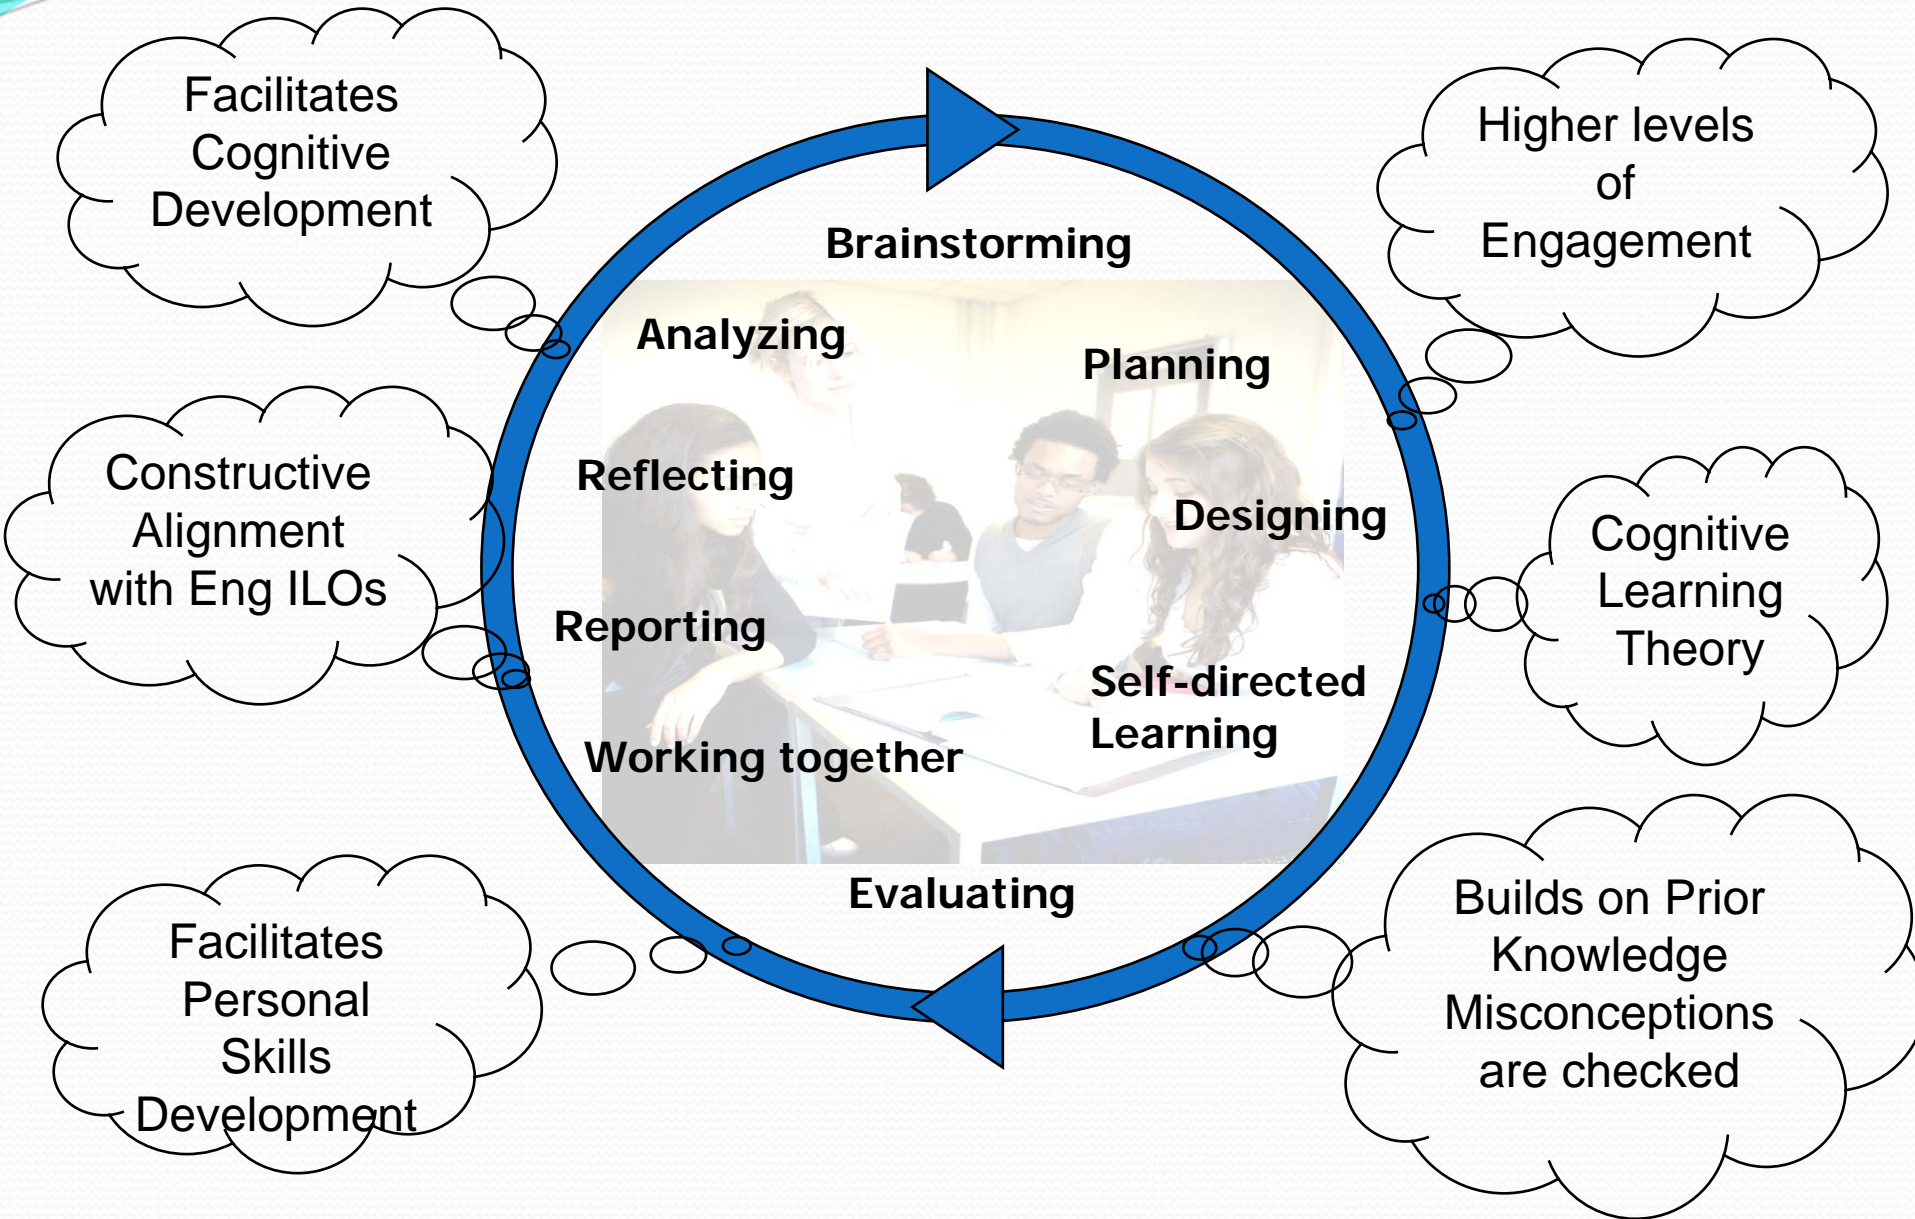 Facilitates
Cognitive
Development
Higher levels
of
Engagement
Brainstorming
Analyzing
Planning
Constructive
Alignment
with Eng ILOs
Reflecting
Designing
Cognitive
Learning
Theory
Reporting
Self-directed
Learning
Working together
Evaluating
Facilitates
Personal
Skills
Development
Builds on Prior
Knowledge
Misconceptions
are checked